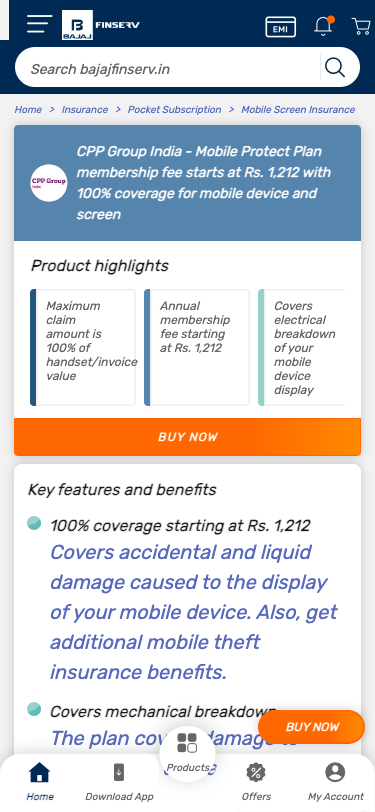 BAJAJ FINSERV
EMI
Search bajajfinserv.in
Home > Insurance > Pocket Subscription > Mobile Screen Insurance
CPP Group India - Mobile Protect Plan
membership fee starts at Rs. 1,212 with
100% coverage for mobile device and
screen
CPP Group
India
Product highlights
Maximum
claim
amount is
100% of
handset/invoice
value
Annual
membership
fee starting
at Rs. 1,212
Covers
electrical
breakdown
of your
mobile
device
display
BUY NOW
Key features and benefits
100% coverage starting at Rs. 1,212
Covers accidental and liquid
damage caused to the display
of your mobile device. Also, get
additional mobile theft
insurance benefits.
Covers mechanical breakdown
The plan cov
BUY NOW
Products
Home
Download App
Offers
My Account